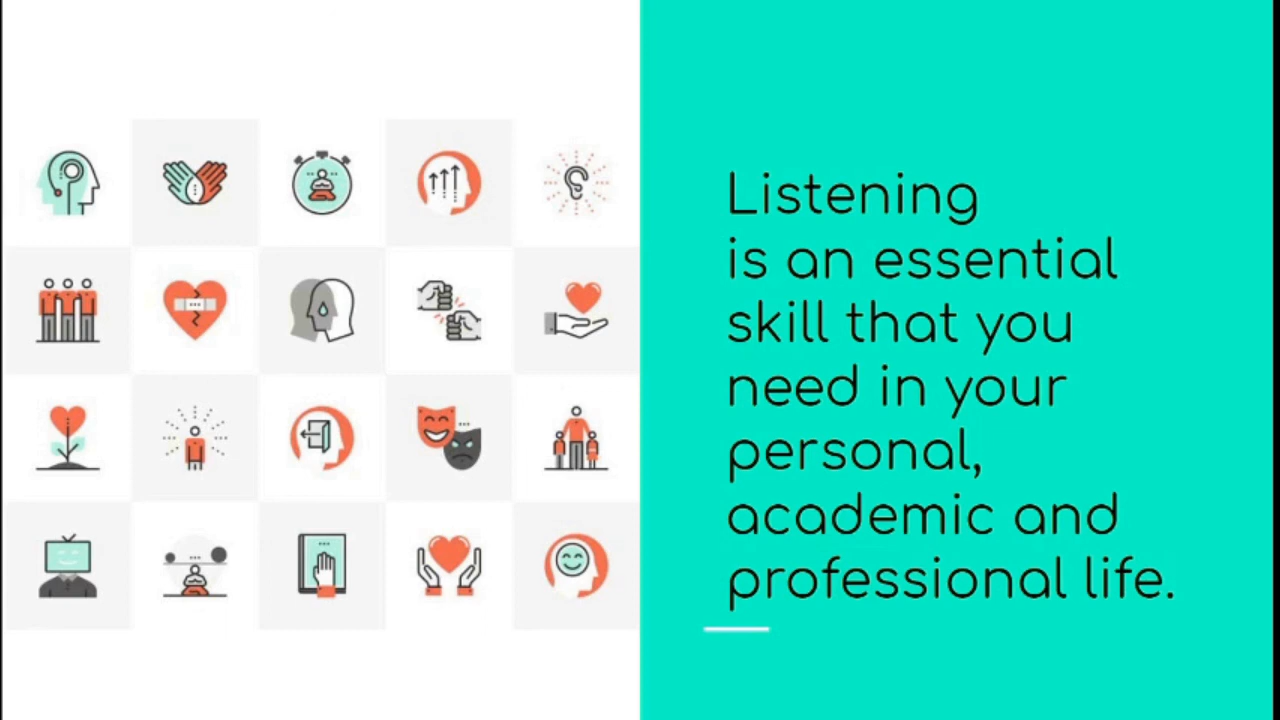 Listening
is an essential
skill that you
need in your
personal,
academic and
professional life.